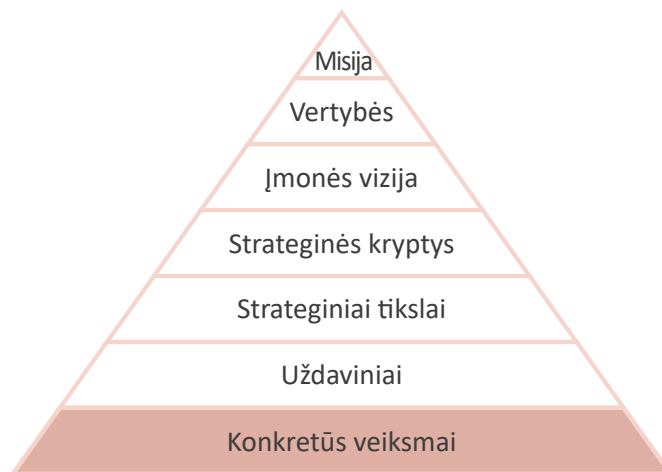 Misija
Vertybės
Įmonės vizija
Strateginės kryptys
Strateginiai tikslai
Uždaviniai
Konkretūs veiksmai